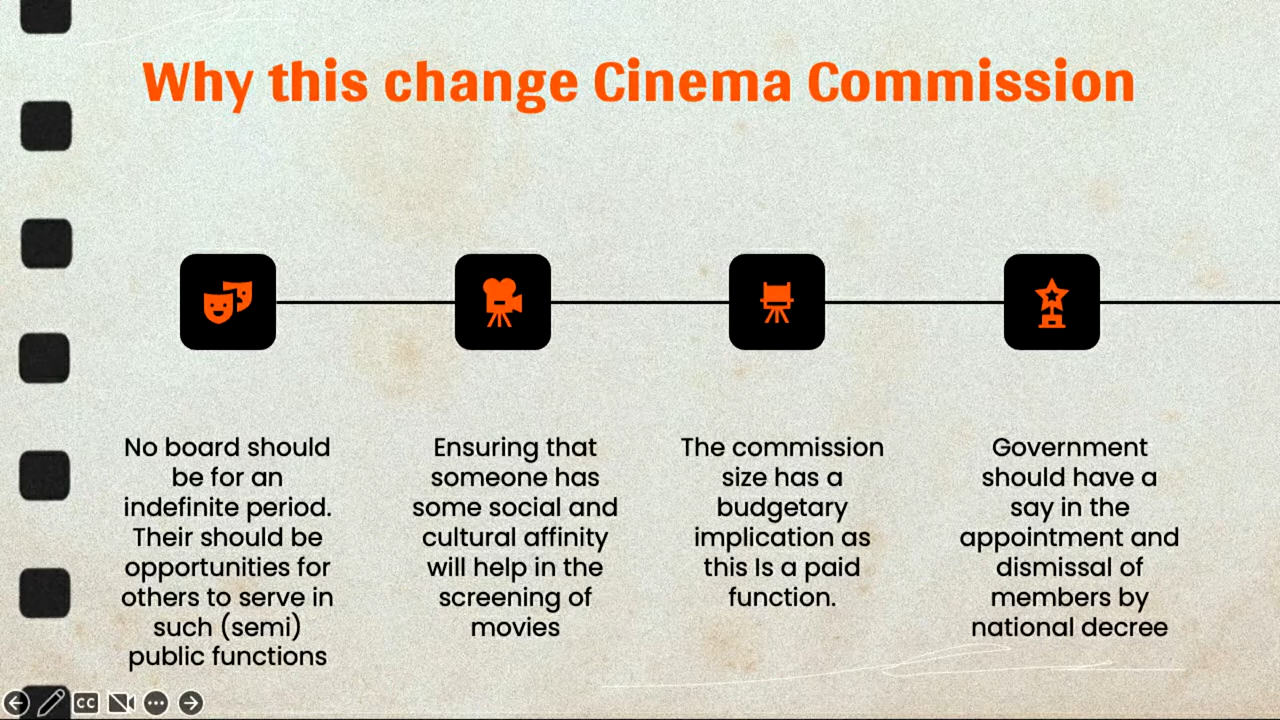 Why this change Cinema Commission
No board should
be for an
indefinite period.
Their should be
opportunities for
others to serve in
such (semi)
public functions
Ensuring that
someone has
some social and
cultural affinity
will help in the
screening of
movies
The commission
size has a
budgetary
implication as
this Is a paid
function.
Government
should have a
say in the
appointment and
dismissal of
members by
national decree
CC